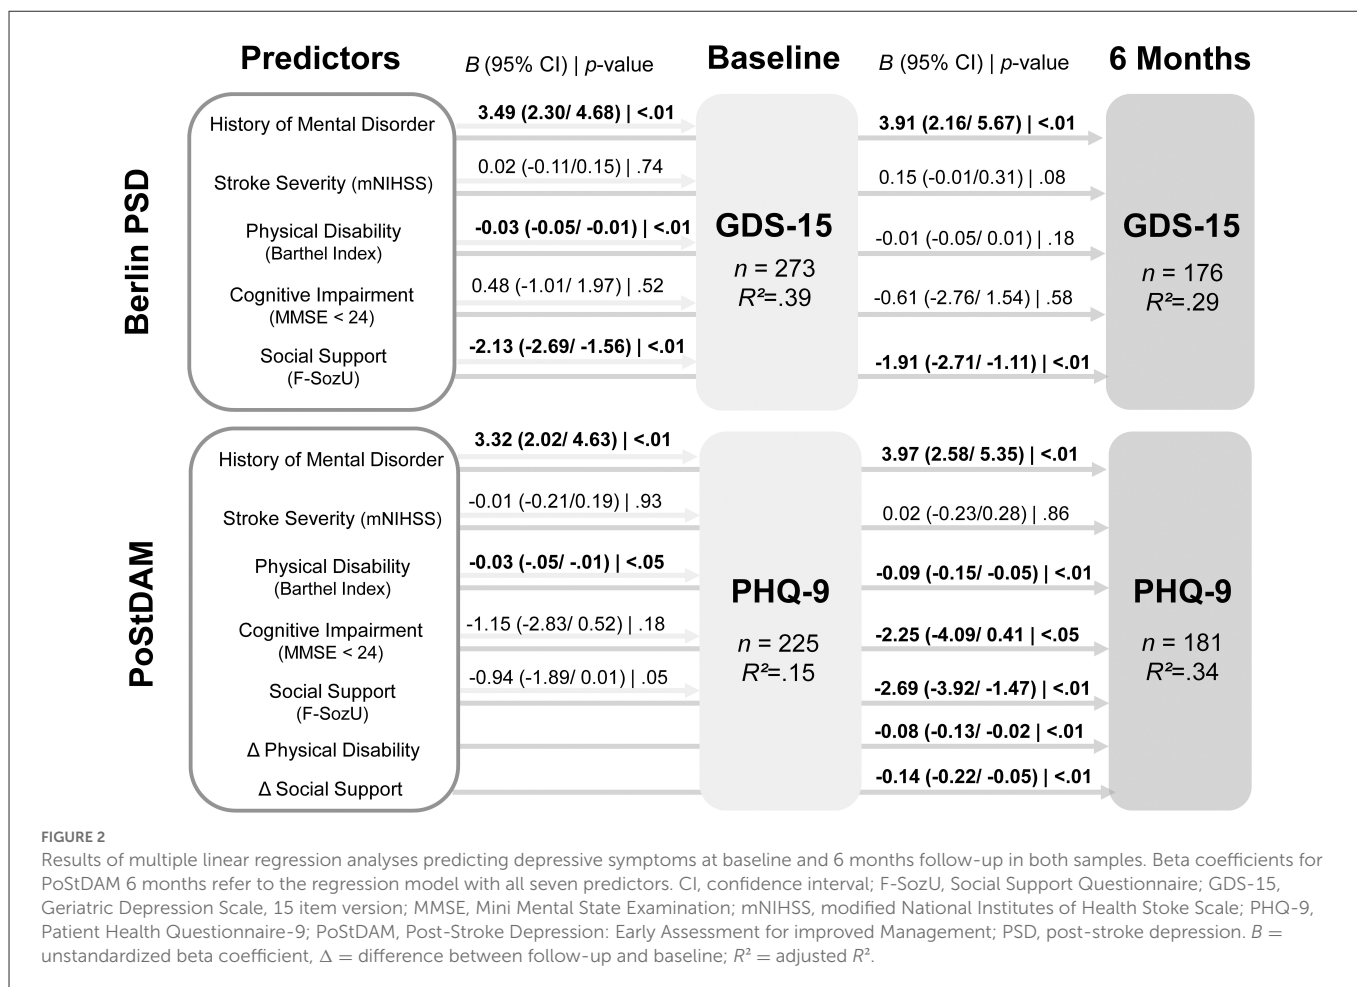 Predictors
B (95% CI) | p-value
Baseline
B (95% CI) | p-value
6 Months
Berlin PSD
History of Mental Disorder
3.49 (2.30/ 4.68) | <.01
3.91 (2.16/ 5.67) | <.01
Stroke Severity (mNIHSS)
0.02 (-0.11/0.15) | .74
0.15 (-0.01/0.31) | .08
Physical Disability
(Barthel Index)
-0.03 (-0.05/ -0.01) | <.01
-0.01 (-0.05/ 0.01) | .18
Cognitive Impairment
(MMSE < 24)
0.48 (-1.01/ 1.97) | .52
-0.61 (-2.76/ 1.54) | .58
Social Support
(F-SozU)
-2.13 (-2.69/ -1.56) | <.01
-1.91 (-2.71/ -1.11) | <.01
GDS-15
n = 273
R²=.39
GDS-15
n = 176
R²=.29
PoStDAM
History of Mental Disorder
3.32 (2.02/ 4.63) | <.01
3.97 (2.58/ 5.35) | <.01
Stroke Severity (mNIHSS)
-0.01 (-0.21/0.19) | .93
0.02 (-0.23/0.28) | .86
Physical Disability
(Barthel Index)
-0.03 (-.05/ -.01) | <.05
-0.09 (-0.15/ -0.05) | <.01
Cognitive Impairment
(MMSE < 24)
-1.15 (-2.83/ 0.52) | .18
-2.25 (-4.09/ 0.41 | <.05
Social Support
(F-SozU)
-0.94 (-1.89/ 0.01) | .05
-2.69 (-3.92/ -1.47) | <.01
Δ Physical Disability
-0.08 (-0.13/ -0.02 | <.01
Δ Social Support
-0.14 (-0.22/ -0.05) | <.01
PHQ-9
n = 225
R²=.15
PHQ-9
n = 181
R²=.34
FIGURE 2
Results of multiple linear regression analyses predicting depressive symptoms at baseline and 6 months follow-up in both samples. Beta coefficients for
PoStDAM 6 months refer to the regression model with all seven predictors. CI, confidence interval; F-SozU, Social Support Questionnaire; GDS-15,
Geriatric Depression Scale, 15 item version; MMSE, Mini Mental State Examination; mNIHSS, modified National Institutes of Health Stoke Scale; PHQ-9,
Patient Health Questionnaire-9; PoStDAM, Post-Stroke Depression: Early Assessment for improved Management; PSD, post-stroke depression. B =
unstandardized beta coefficient, Δ = difference between follow-up and baseline; R² = adjusted R².